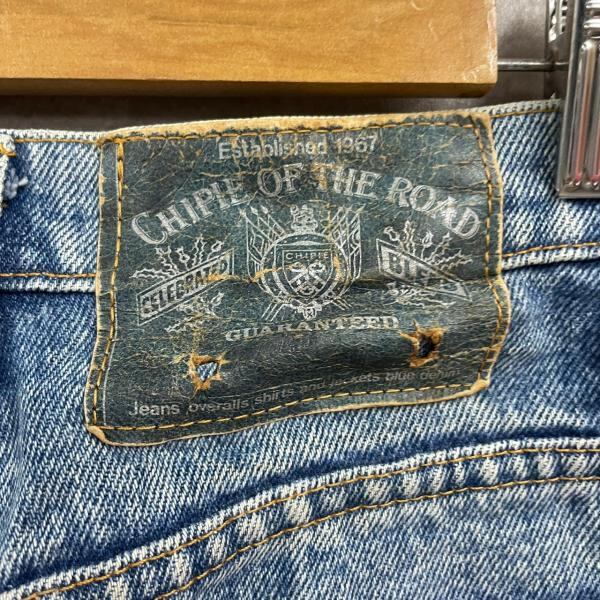 Established 1967
CHIPIE OF THE ROAD
CHIPIE
CELEBRATED
GUARANTEED
Jeans overalls shirts and jackets blue denim